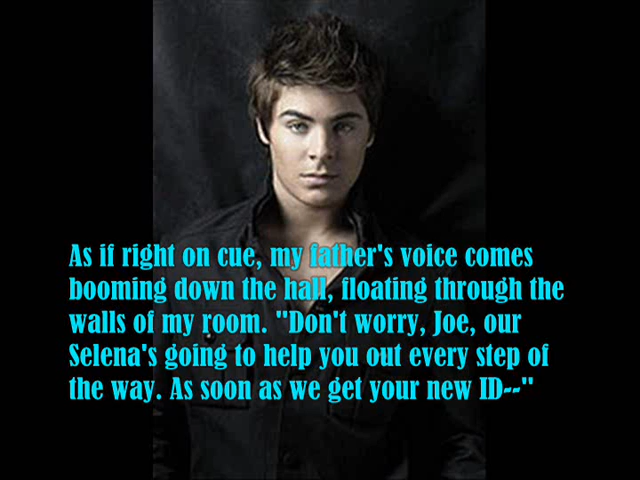 As if right on cue, my father's voice comes
booming down the hall, floating through the
walls of my room. "Don't worry, Joe, our
Selena's going to help you out every step of
the way. As soon as we get your new ID--"